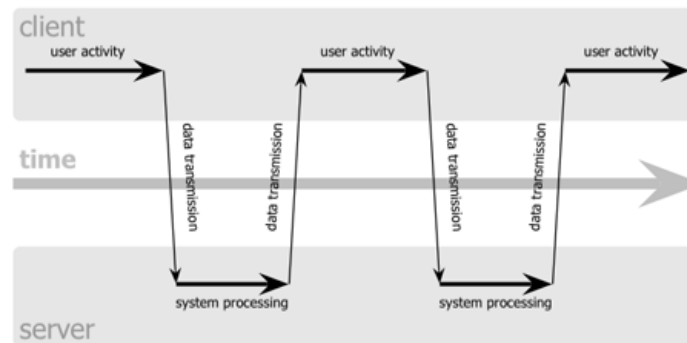 client
user activity
user activity
user activity
data transmission
data transmission
data transmission
data transmission
time
system processing
system processing
server